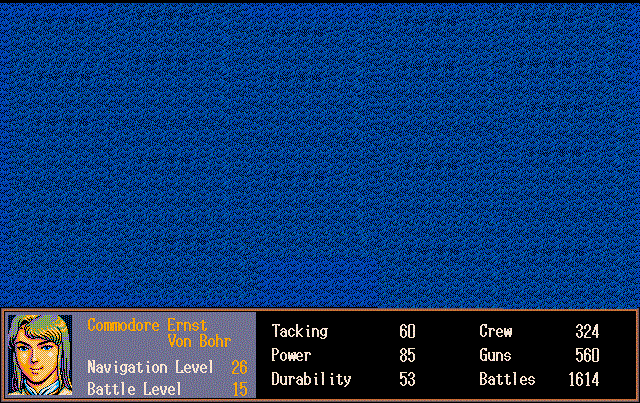 Commodore Ernst
Von Bohr
Navigation Level 26
Battle Level 15
Tacking 60
Power 85
Durability 53
Crew 324
Guns 560
Battles 1614